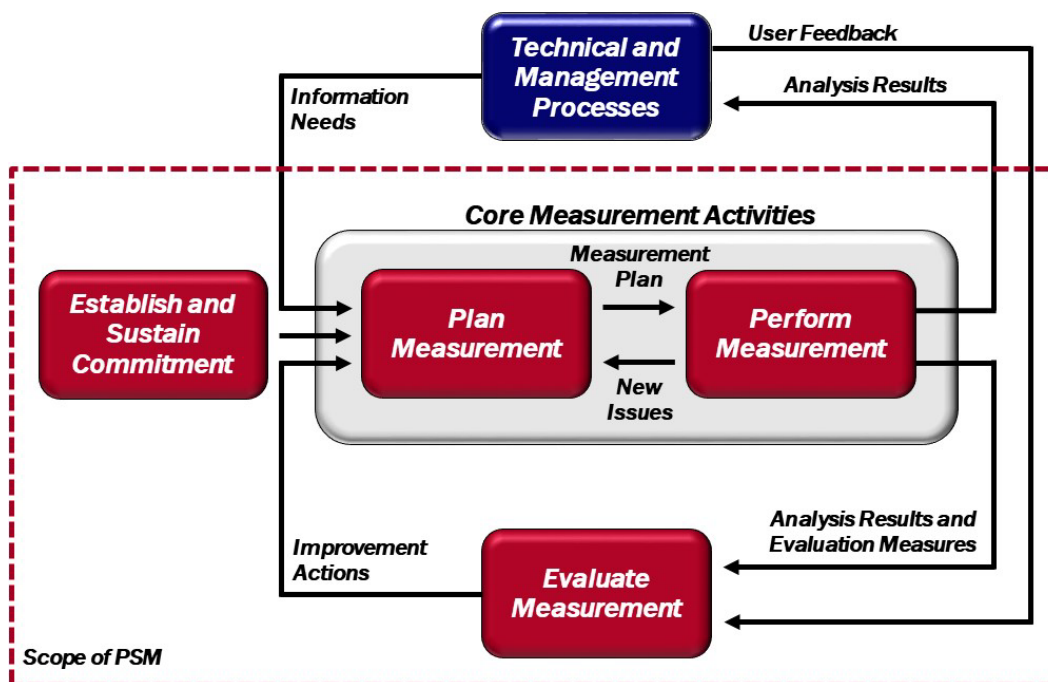 Technical and
Management
Processes
User Feedback
Analysis Results
Information
Needs
Core Measurement Activities
Measurement
Plan
Establish and
Sustain
Commitment
Plan
Measurement
Perform
Measurement
New
Issues
Improvement
Actions
Evaluate
Measurement
Analysis Results and
Evaluation Measures
Scope of PSM